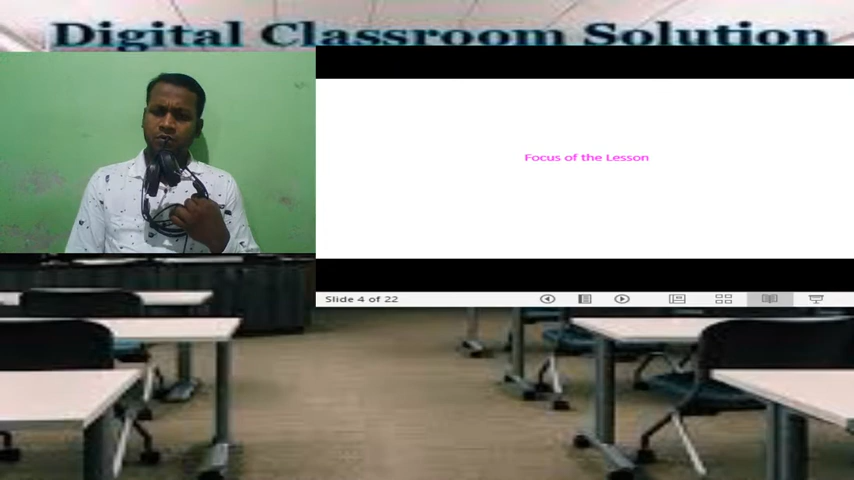 Digital Classroom Solution
Focus of the Lesson
Slide 4 of 22